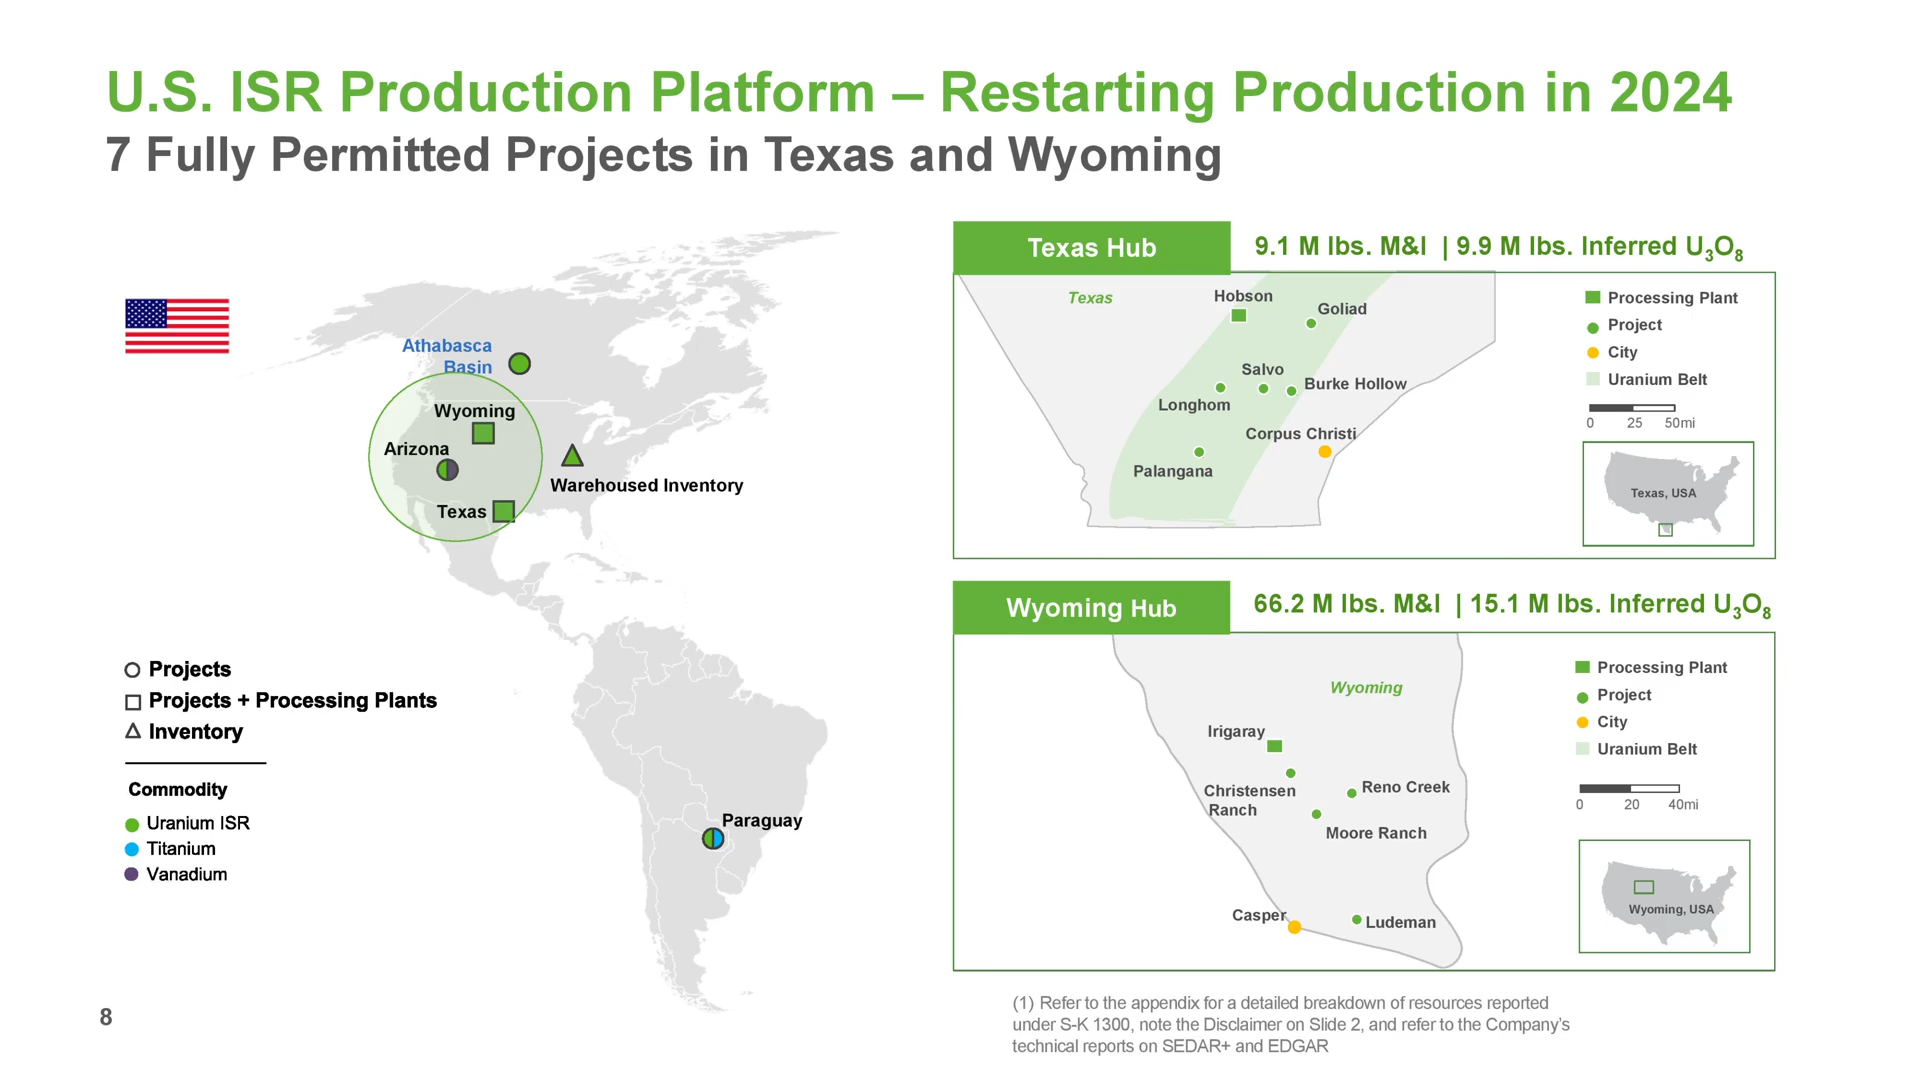 U.S. ISR Production Platform – Restarting Production in 2024
7 Fully Permitted Projects in Texas and Wyoming
Athabasca
Basin
Wyoming
Arizona
Warehoused Inventory
Texas
Paraguay
Projects
Projects + Processing Plants
Inventory
Commodity
Uranium ISR
Titanium
Vanadium
Texas Hub
9.1 M lbs. M&I | 9.9 M lbs. Inferred U3O8
Texas
Hobson
Goliad
Salvo
Burke Hollow
Longhom
Corpus Christi
Palangana
Processing Plant
Project
City
Uranium Belt
0 25 50mi
Texas, USA
Wyoming Hub
66.2 M lbs. M&I | 15.1 M lbs. Inferred U3O8
Wyoming
Irigaray
Christensen
Ranch
Reno Creek
Moore Ranch
Casper
Ludeman
Processing Plant
Project
City
Uranium Belt
0 20 40mi
Wyoming, USA
(1) Refer to the appendix for a detailed breakdown of resources reported
under S-K 1300, note the Disclaimer on Slide 2, and refer to the Company’s
technical reports on SEDAR+ and EDGAR
8